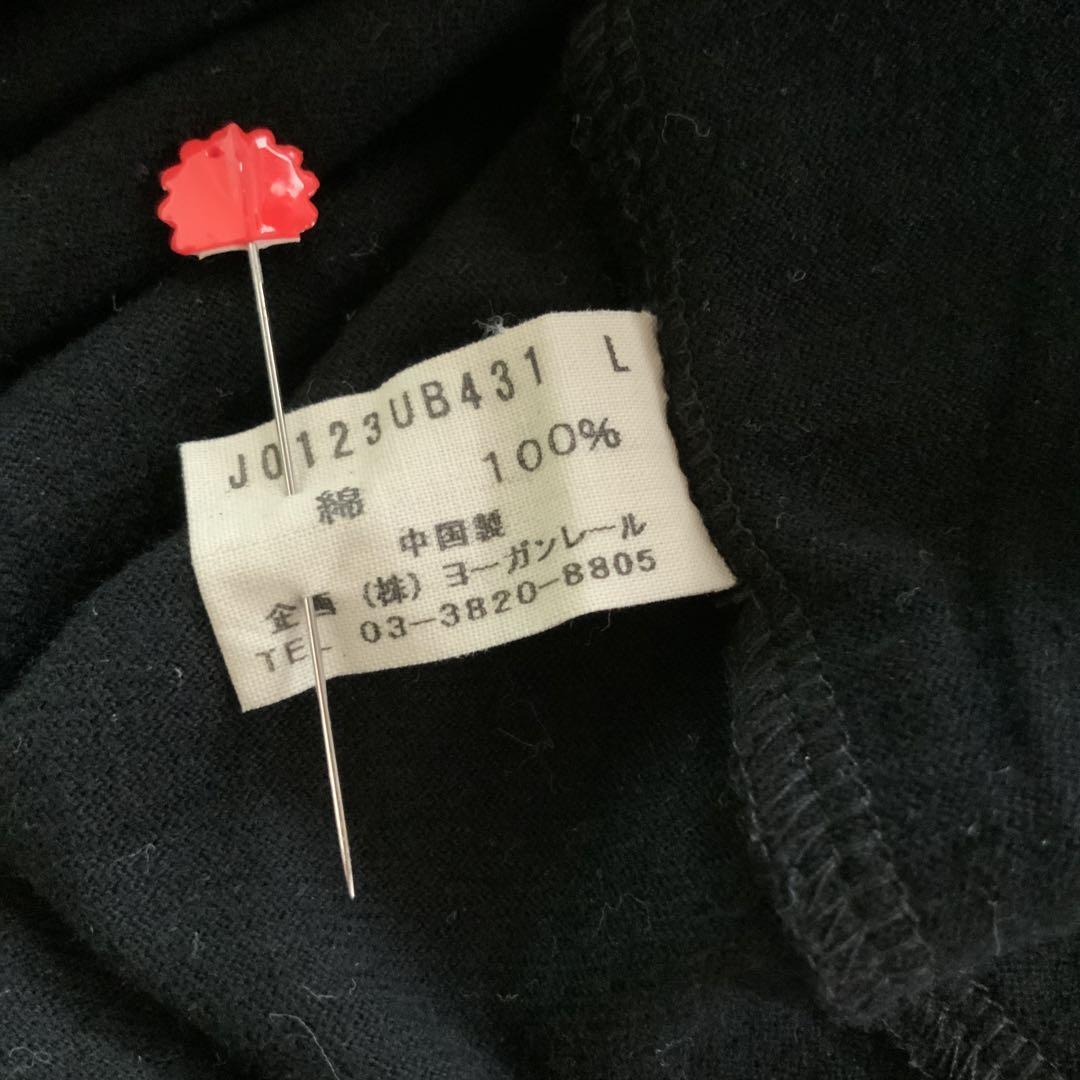 J0123UB431 L
綿 100%
中国製
企画 (株) ヨーガンレール
TEL 03-3820-8805